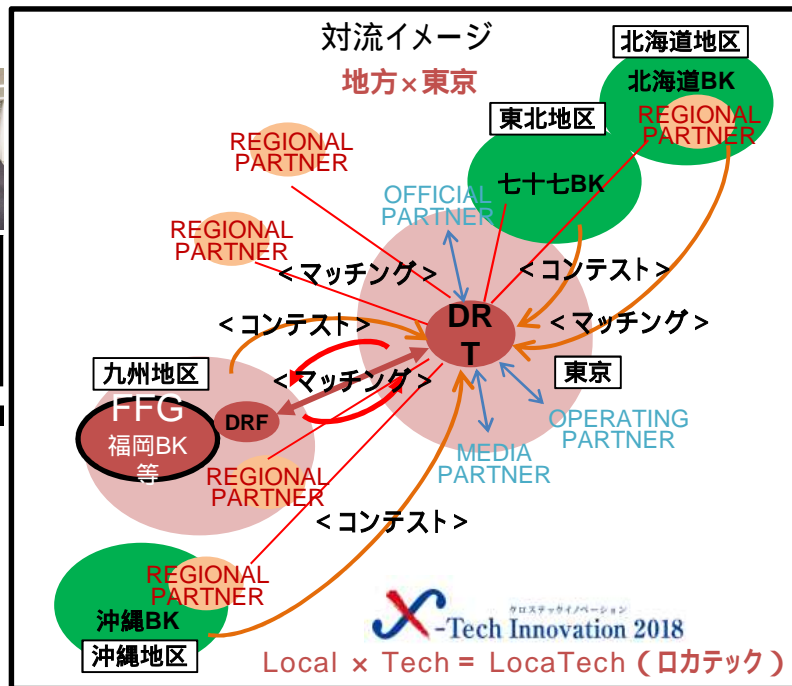 対流イメージ
地方×東京
北海道地区
北海道BK
REGIONAL
PARTNER
東北地区
七十七BK
REGIONAL
PARTNER
OFFICIAL
PARTNER
REGIONAL
PARTNER
<マッチング>
<コンテスト>
<コンテスト>
<マッチング>
DR
T
東京
九州地区
<マッチング>
FFG
福岡BK
等
DRF
OPERATING
PARTNER
MEDIA
PARTNER
REGIONAL
PARTNER
<コンテスト>
REGIONAL
PARTNER
沖縄BK
沖縄地区
クロステックイノベーション
X-Tech Innovation 2018
Local × Tech = LocaTech (ロカテック)